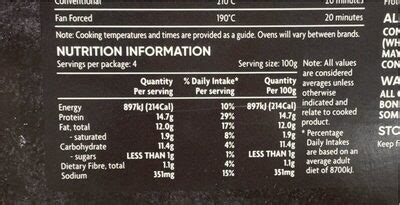 Conventional 210°C 20 minutes
Fan Forced 190°C 20 minutes
Note: Cooking temperatures and times are provided as a guide. Ovens will vary between brands.
NUTRITION INFORMATION
Servings per package: 4 Serving size: 100g
Quantity Per serving % Daily Intake* Per serving Quantity Per 100g
Energy 897kJ (214Cal) 10% 897kJ (214Cal)
Protein 14.7g 29% 14.7g
Fat, total 12.0g 17% 12.0g
- saturated 1.9g 8% 1.9g
Carbohydrate 11.4g 4% 11.4g
- sugars LESS THAN 1g 1% LESS THAN 1g
Dietary Fibre, total 1.1g 4% 1.1g
Sodium 351mg 15% 351mg
Note: All values
are considered
averages unless
otherwise
indicated and
relate to cooked
product.
* Percentage
Daily Intakes
are based on an
average adult
diet of 8700kJ.